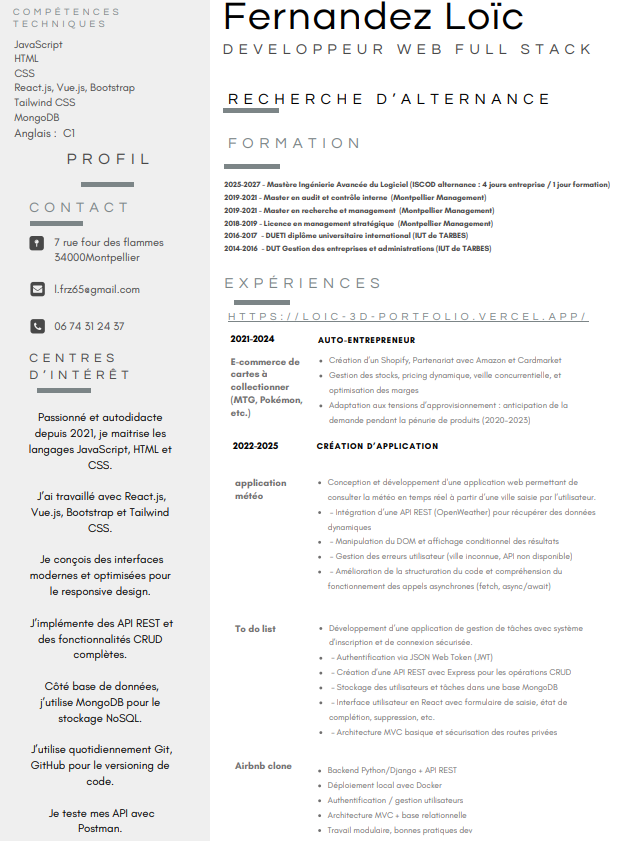 COMPÉTENCES
TECHNIQUES
JavaScript
HTML
CSS
React.js, Vue.js, Bootstrap
Tailwind CSS
MongoDB
Anglais : C1
PROFIL
CONTACT
7 rue four des flammes
34000Montpellier
l.frz65@gmail.com
06 74 31 24 37
CENTRES
D'INTÉRÊT
Passionné et autodidacte
depuis 2021, je maitrise les
langages JavaScript, HTML et
CSS.
J'ai travaillé avec React.js,
Vue.js, Bootstrap et Tailwind
CSS.
Je conçois des interfaces
modernes et optimisées pour
le responsive design.
J'implémente des API REST et
des fonctionnalités CRUD
complètes.
Côté base de données,
j'utilise MongoDB pour le
stockage NoSQL.
J'utilise quotidiennement Git,
GitHub pour le versioning de
code.
Je teste mes API avec
Postman.
Fernandez Loïc
DEVELOPPEUR WEB FULL STACK
RECHERCHE D'ALTERNANCE
FORMATION
2025-2027 - Mastère Ingénierie Avancée du Logiciel (ISCOD alternance : 4 jours entreprise / 1 jour formation)
2019-2021 - Master en audit et contrôle interne (Montpellier Management)
2019-2021 - Master en recherche et management (Montpellier Management)
2018-2019 - Licence en management stratégique (Montpellier Management)
2016-2017 - DUETI diplôme universitaire international (IUT de TARBES)
2014-2016 - DUT Gestion des entreprises et administrations (IUT de TARBES)
EXPÉRIENCES
HTTPS://LOIC-3D-PORTFOLIO.VERCEL.APP/
2021-2024 AUTO-ENTREPRENEUR
E-commerce de
cartes à
collectionner
(MTG, Pokémon,
etc.)
• Création d'un Shopify, Partenariat avec Amazon et Cardmarket
• Gestion des stocks, pricing dynamique, veille concurrentielle, et
optimisation des marges
• Adaptation aux tensions d'approvisionnement : anticipation de la
demande pendant la pénurie de produits (2020-2023)
2022-2025 CRÉATION D'APPLICATION
application
météo
• Conception et développement d'une application web permettant de
consulter la météo en temps réel à partir d'une ville saisie par l'utilisateur.
• - Intégration d'une API REST (OpenWeather) pour récupérer des données
dynamiques
• - Manipulation du DOM et affichage conditionnel des résultats
• - Gestion des erreurs utilisateur (ville inconnue, API non disponible)
• - Amélioration de la structuration du code et compréhension du
fonctionnement des appels asynchrones (fetch, async/await)
To do list
• Développement d'une application de gestion de tâches avec système
d'inscription et de connexion sécurisée.
• - Authentification via JSON Web Token (JWT)
• - Création d'une API REST avec Express pour les opérations CRUD
• - Stockage des utilisateurs et tâches dans une base MongoDB
• - Interface utilisateur en React avec formulaire de saisie, état de
complétion, suppression, etc.
• - Architecture MVC basique et sécurisation des routes privées
Airbnb clone
• Backend Python/Django + API REST
• Déploiement local avec Docker
• Authentification / gestion utilisateurs
• Architecture MVC + base relationnelle
• Travail modulaire, bonnes pratiques dev